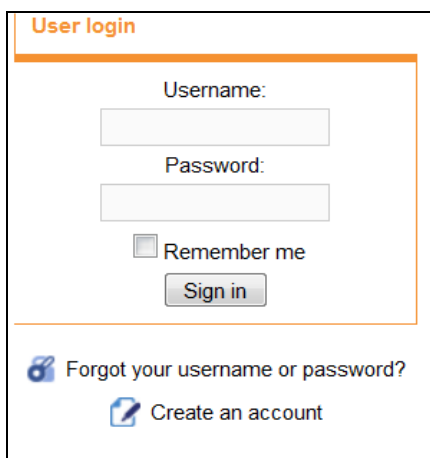 User login
Username:
Password:
Remember me
Sign in
Forgot your username or password?
Create an account